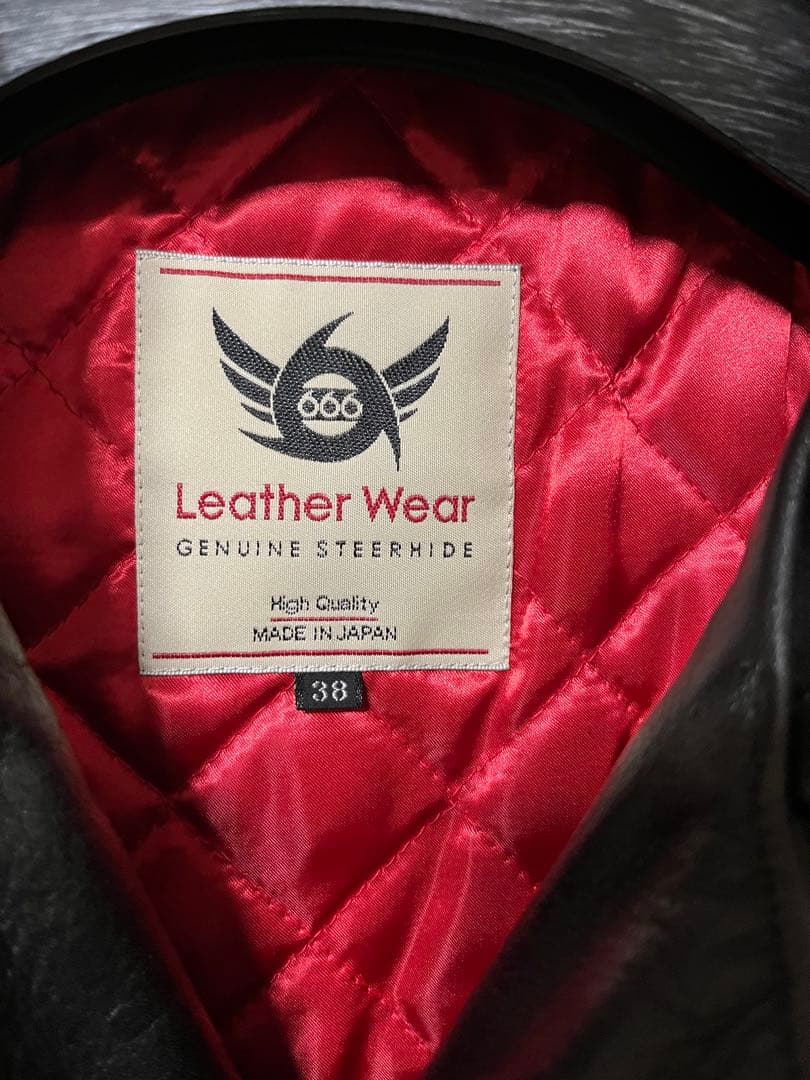 666
Leather Wear
GENUINE STEERHIDE
High Quality
MADE IN JAPAN
38